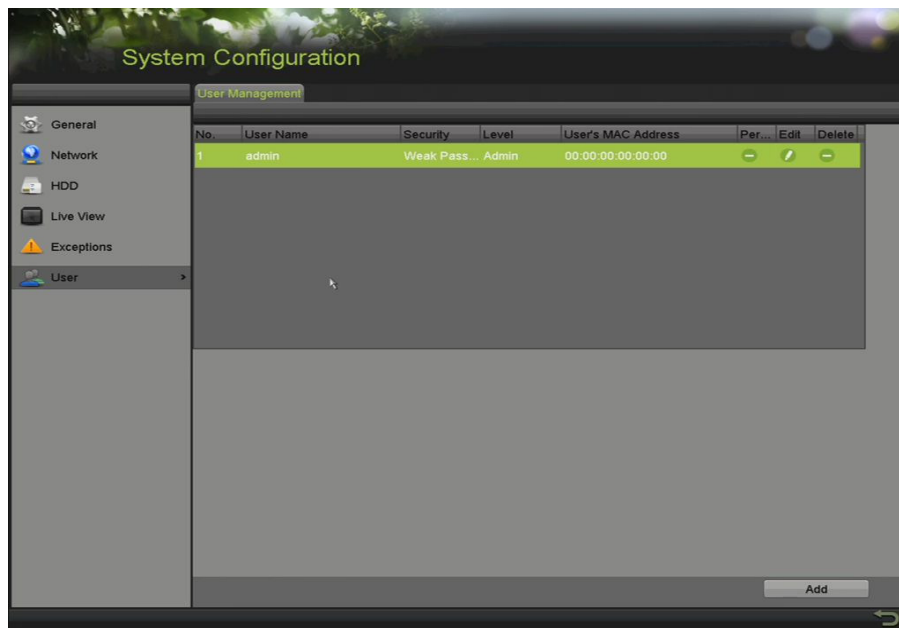 System Configuration
User Management
General
Network
HDD
Live View
Exceptions
User
No. User Name Security Level User's MAC Address Per... Edit Delete
1 admin Weak Pass... Admin 00:00:00:00:00:00
Add